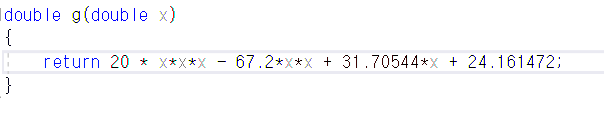 double g(double x)
{
return 20 * x*x*x - 67.2*x*x + 31.70544*x + 24.161472;
}